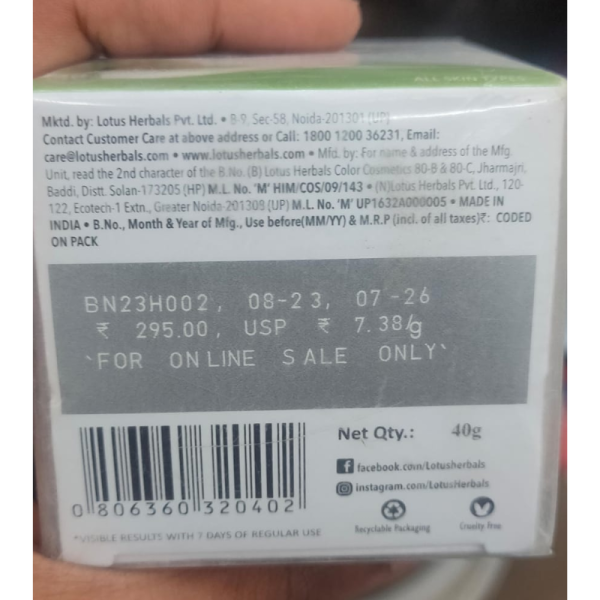 ALL SKIN TYPES
Mktd. by: Lotus Herbals Pvt. Ltd. • B-9, Sec-58, Noida-201301 (UP)
Contact Customer Care at above address or Call: 1800 1200 36231, Email:
care@lotusherbals.com • www.lotusherbals.com • Mfd. by: For name & address of the Mfg.
Unit, read the 2nd character of the B.No. (B) Lotus Herbals Color Cosmetics 80-B & 80-C, Jharmajri,
Baddi, Distt. Solan-173205 (HP) M.L. No. 'M' HIM/COS/09/143 • (N)Lotus Herbals Pvt. Ltd., 120-
122, Ecotech-1 Extn., Greater Noida-201308 (UP) M.L. No. 'M' UP1632A000005 • MADE IN
INDIA • B.No., Month & Year of Mfg., Use before(MM/YY) & M.R.P (incl. of all taxes)₹: CODED
ON PACK
BN23H002, 08-23, 07-26
₹ 295.00, USP ₹ 7.38/g
`FOR ONLINE SALE ONLY`
Net Qty.: 40g
facebook.com/Lotusherbals
instagram.com/LotusHerbals
0 806360 320402
Recyclable Packaging
Cruelty Free
*VISIBLE RESULTS WITH 7 DAYS OF REGULAR USE